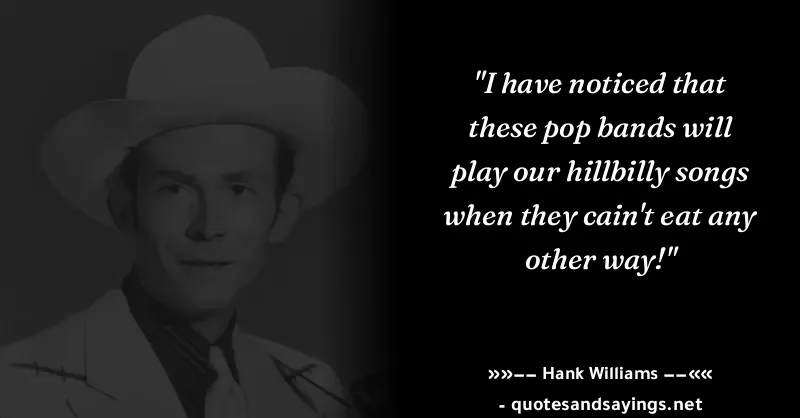 "I have noticed that
these pop bands will
play our hillbilly songs
when they cain't eat any
other way!"
»»−− Hank Williams −−««
- quotesandsayings.net